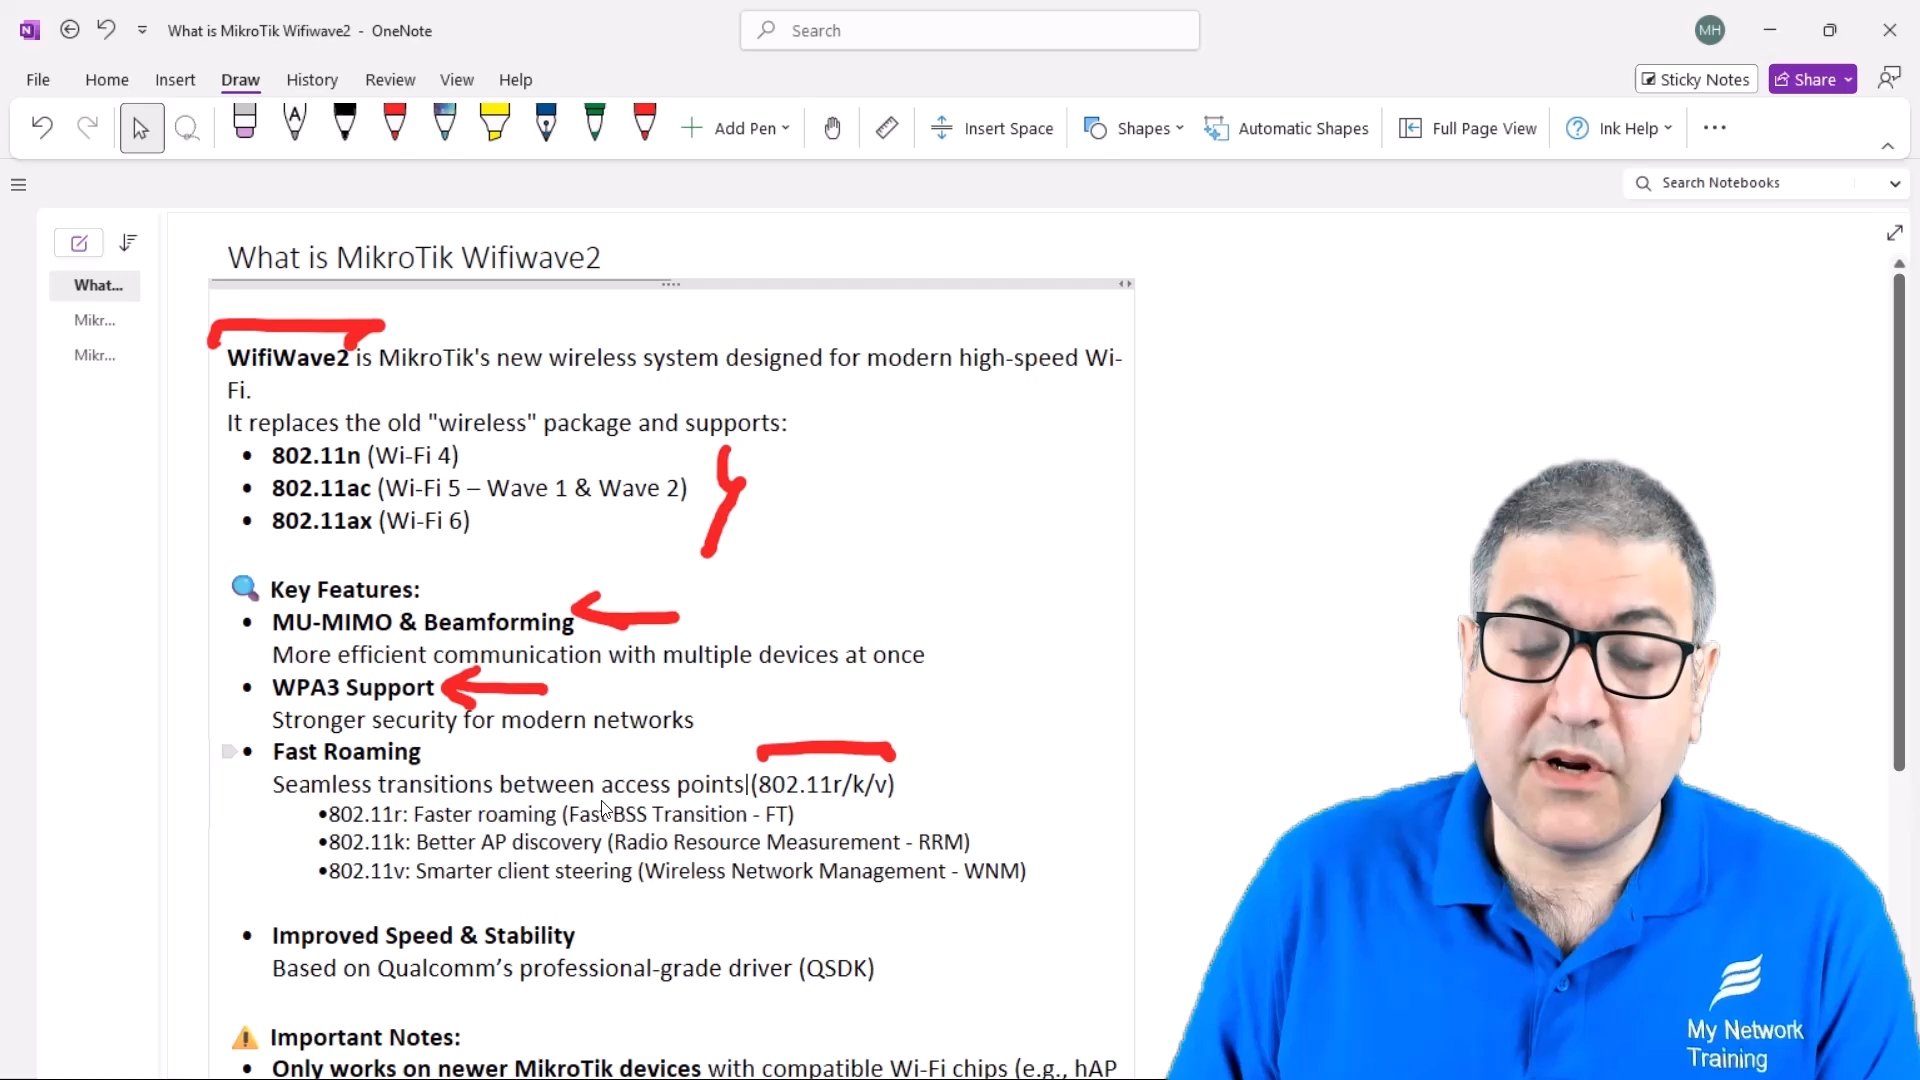 What is MikroTik Wifiwave2 - OneNote
Search
MH
File Home Insert Draw History Review View Help
Sticky Notes Share
Add Pen Insert Space Shapes Automatic Shapes Full Page View Ink Help
Search Notebooks
What...
Mikr...
Mikr...
What is MikroTik Wifiwave2
WifiWave2 is MikroTik's new wireless system designed for modern high-speed Wi-
Fi.
It replaces the old "wireless" package and supports:
• 802.11n (Wi-Fi 4)
• 802.11ac (Wi-Fi 5 – Wave 1 & Wave 2)
• 802.11ax (Wi-Fi 6)
Key Features:
• MU-MIMO & Beamforming
More efficient communication with multiple devices at once
• WPA3 Support
Stronger security for modern networks
• Fast Roaming
Seamless transitions between access points (802.11r/k/v)
•802.11r: Faster roaming (Fast BSS Transition - FT)
•802.11k: Better AP discovery (Radio Resource Measurement - RRM)
•802.11v: Smarter client steering (Wireless Network Management - WNM)
• Improved Speed & Stability
Based on Qualcomm’s professional-grade driver (QSDK)
Important Notes:
• Only works on newer MikroTik devices with compatible Wi-Fi chips (e.g., hAP
My Network
Training